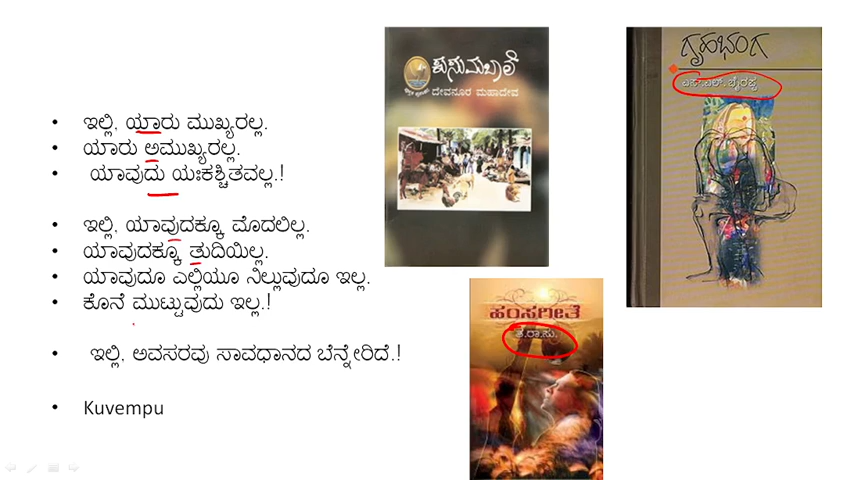 ಇಲ್ಲಿ, ಯಾರು ಮುಖ್ಯರಲ್ಲ.
ಯಾರು ಅಮುಖ್ಯರಲ್ಲ.
ಯಾವುದು ಯಃಕಶ್ಚಿತವಲ್ಲ.!
ಇಲ್ಲಿ, ಯಾವುದಕ್ಕೂ ಮೊದಲಿಲ್ಲ.
ಯಾವುದಕ್ಕೂ ತುದಿಯಿಲ್ಲ.
ಯಾವುದೂ ಎಲ್ಲಿಯೂ ನಿಲ್ಲುವುದೂ ಇಲ್ಲ.
ಕೊನೆ ಮುಟ್ಟುವುದು ಇಲ್ಲ.!
ಇಲ್ಲಿ, ಅವಸರವು ಸಾವಧಾನದ ಬೆನ್ನೇರಿದೆ.!
Kuvempu
ಕುಸುಮಬಾಲೆ
ದೇವನೂರ ಮಹಾದೇವ
ಗೃಹಭಂಗ
ಎಸ್.ಎಲ್. ಭೈರಪ್ಪ
ಹಂಸಗೀತೆ
ತ.ರಾ.ಸು.